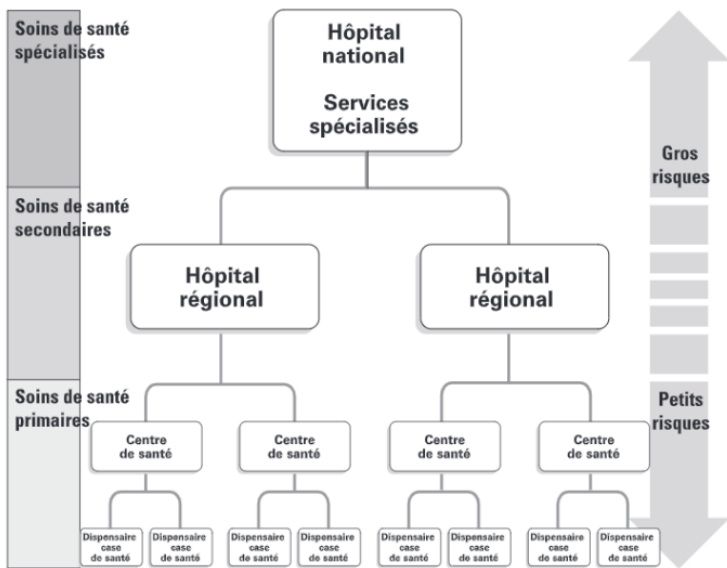 Soins de santé
spécialisés
Hôpital
national
Services
spécialisés
Gros
risques
Soins de santé
secondaires
Hôpital
régional
Hôpital
régional
Soins de santé
primaires
Petits
risques
Centre
de santé
Centre
de santé
Centre
de santé
Centre
de santé
Dispensaire
case
de santé
Dispensaire
case
de santé
Dispensaire
case
de santé
Dispensaire
case
de santé
Dispensaire
case
de santé
Dispensaire
case
de santé
Dispensaire
case
de santé
Dispensaire
case
de santé